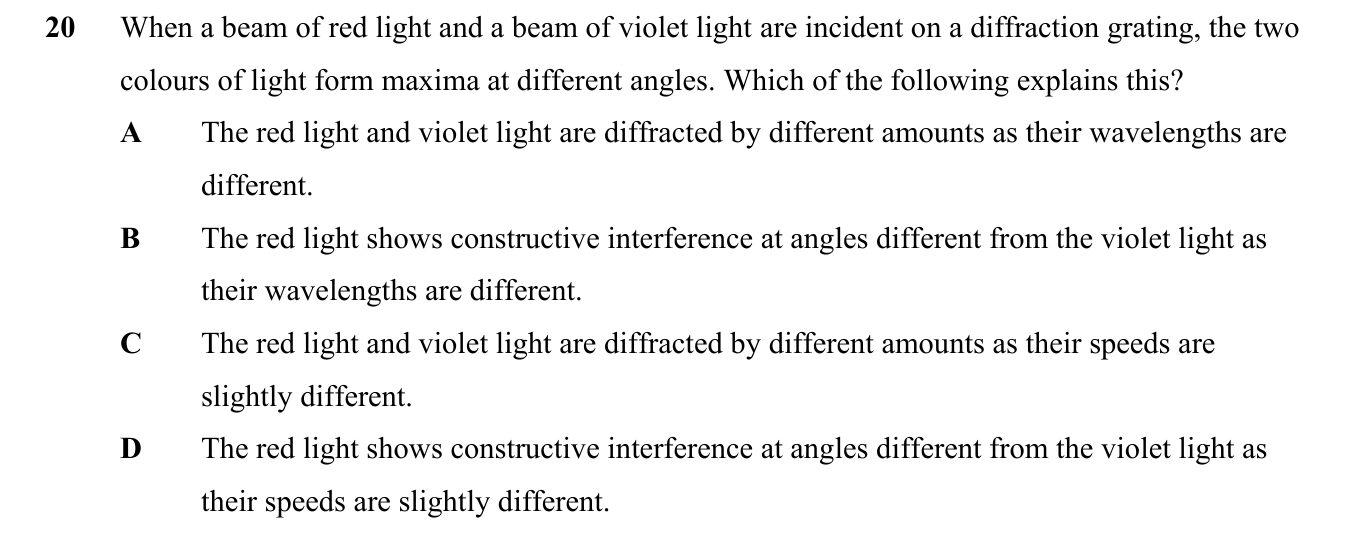 20 When a beam of red light and a beam of violet light are incident on a diffraction grating, the two
colours of light form maxima at different angles. Which of the following explains this?
A The red light and violet light are diffracted by different amounts as their wavelengths are
different.
B The red light shows constructive interference at angles different from the violet light as
their wavelengths are different.
C The red light and violet light are diffracted by different amounts as their speeds are
slightly different.
D The red light shows constructive interference at angles different from the violet light as
their speeds are slightly different.